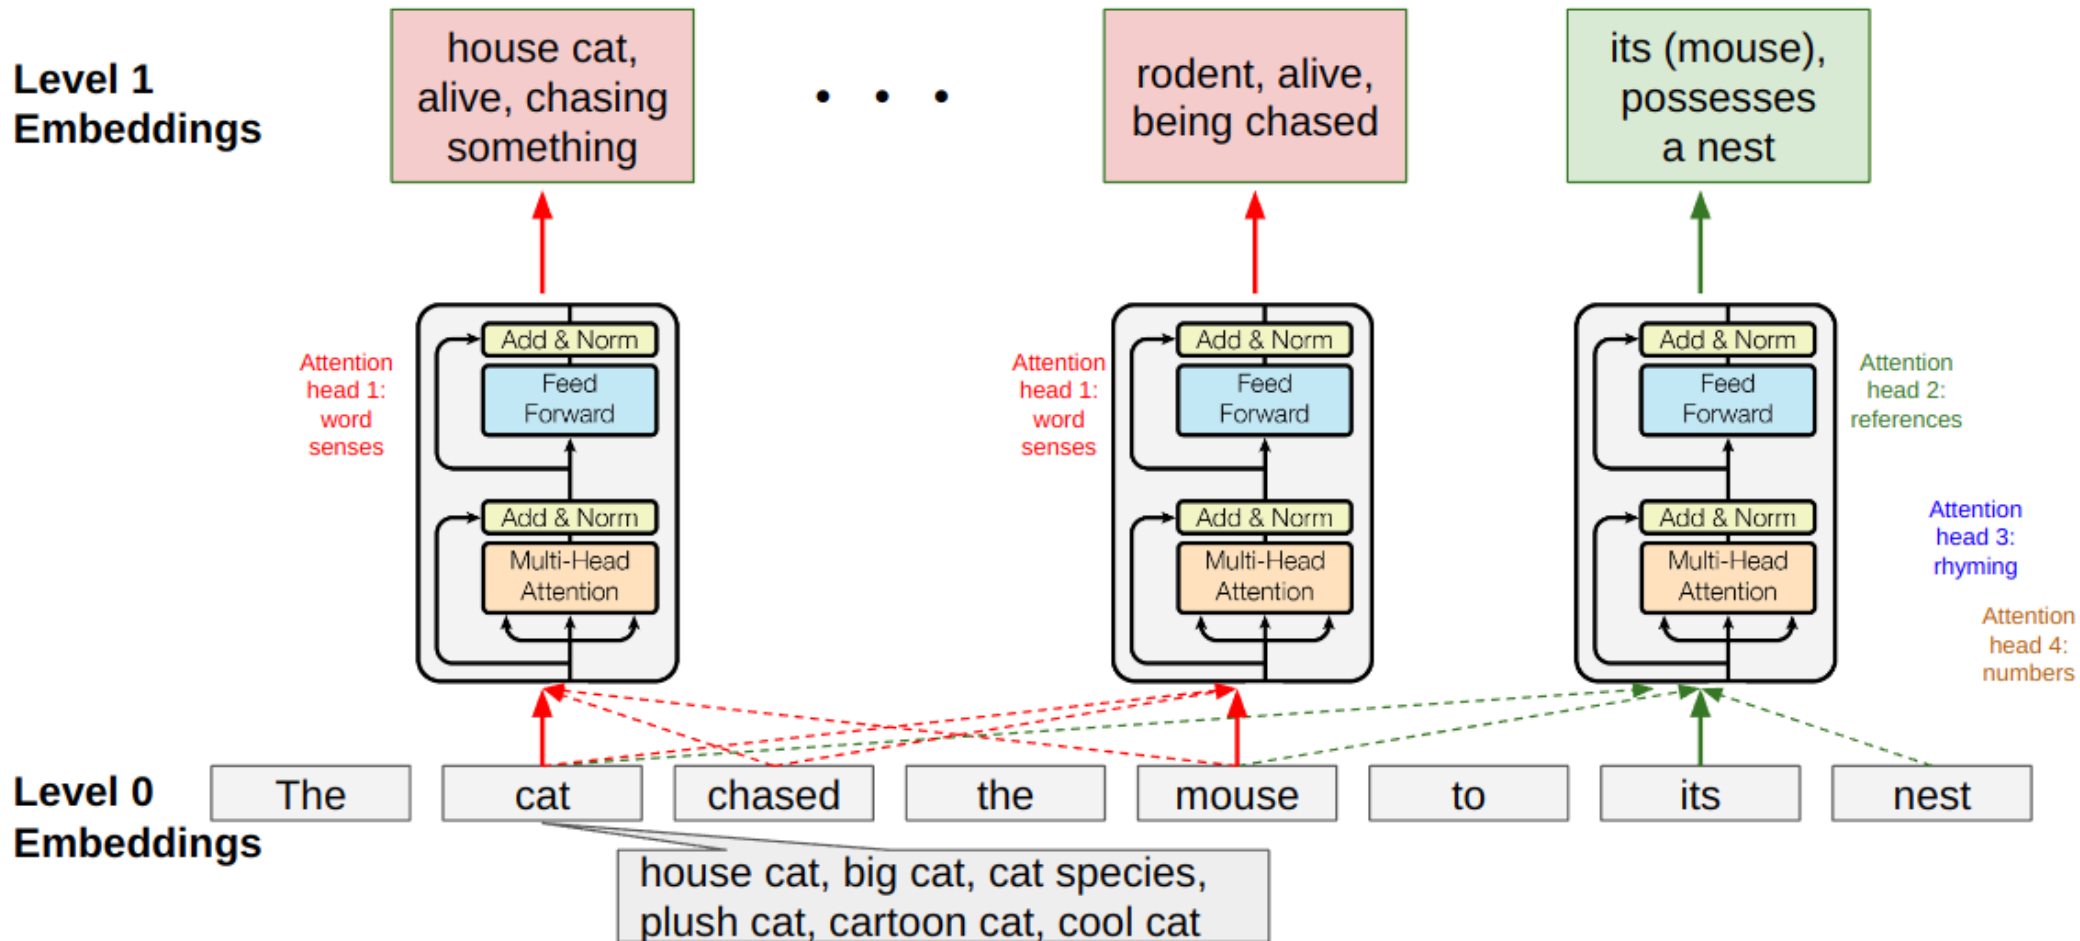 Level 1
Embeddings
house cat,
alive, chasing
something
• • •
rodent, alive,
being chased
its (mouse),
possesses
a nest
Attention
head 1:
word
senses
Add & Norm
Feed
Forward
Add & Norm
Multi-Head
Attention
Attention
head 1:
word
senses
Add & Norm
Feed
Forward
Add & Norm
Multi-Head
Attention
Add & Norm
Feed
Forward
Add & Norm
Multi-Head
Attention
Attention
head 2:
references
Attention
head 3:
rhyming
Attention
head 4:
numbers
Level 0
Embeddings
The cat chased the mouse to its nest
house cat, big cat, cat species,
plush cat, cartoon cat, cool cat